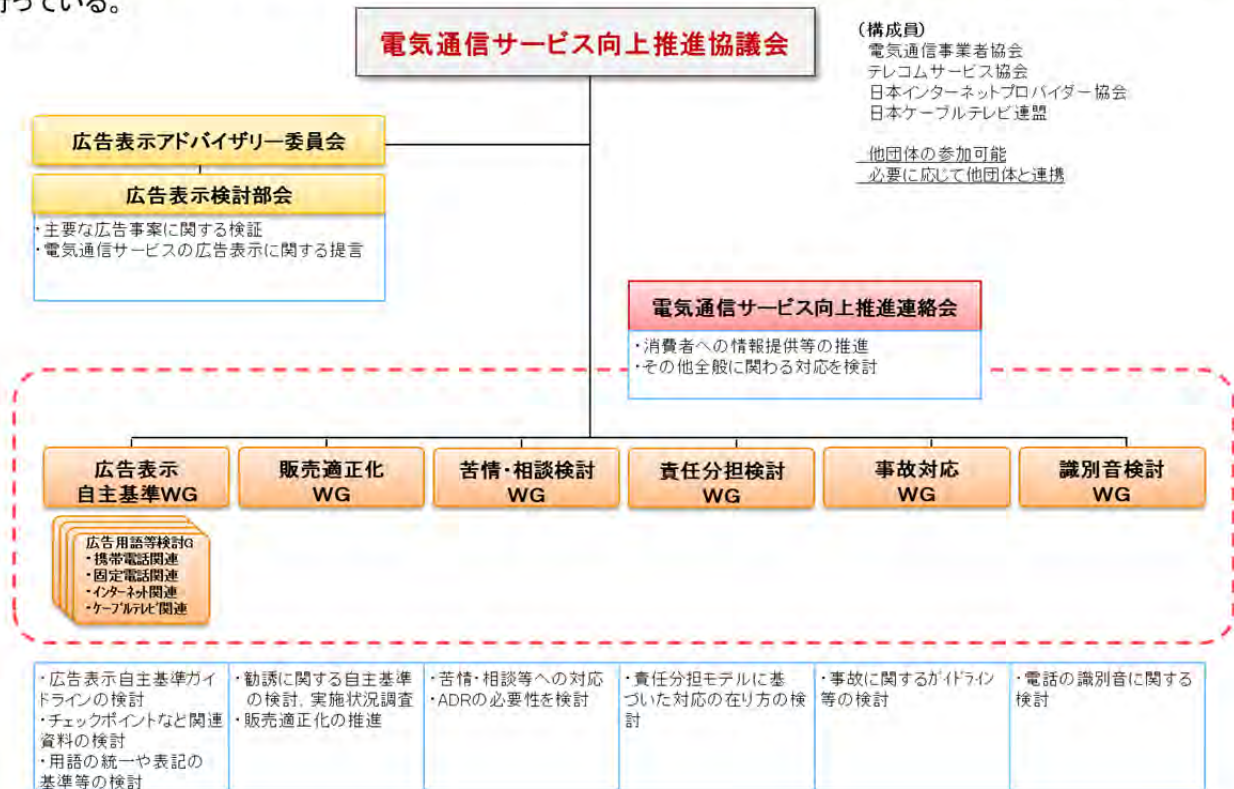 行っている。
電気通信サービス向上推進協議会
(構成員)
電気通信事業者協会
テレコムサービス協会
日本インターネットプロバイダー協会
日本ケーブルテレビ連盟
他団体の参加可能
必要に応じて他団体と連携
広告表示アドバイザリー委員会
広告表示検討部会
・主要な広告事案に関する検証
・電気通信サービスの広告表示に関する提言
電気通信サービス向上推進連絡会
・消費者への情報提供等の推進
・その他全般に関わる対応を検討
広告表示
自主基準WG
販売適正化
WG
苦情・相談検討
WG
責任分担検討
WG
事故対応
WG
識別音検討
WG
広告用語等検討G
・携帯電話関連
・固定電話関連
・インターネット関連
・ケーブルテレビ関連
・広告表示自主基準ガイ
ドラインの検討
・チェックポイントなど関連
資料の検討
・用語の統一や表記の
基準等の検討
・勧誘に関する自主基準
の検討、実施状況調査
・販売適正化の推進
・苦情・相談等への対応
・ADRの必要性を検討
・責任分担モデルに基
づいた対応の在り方の検
討
・事故に関するガイドライン
等の検討
・電話の識別音に関する
検討